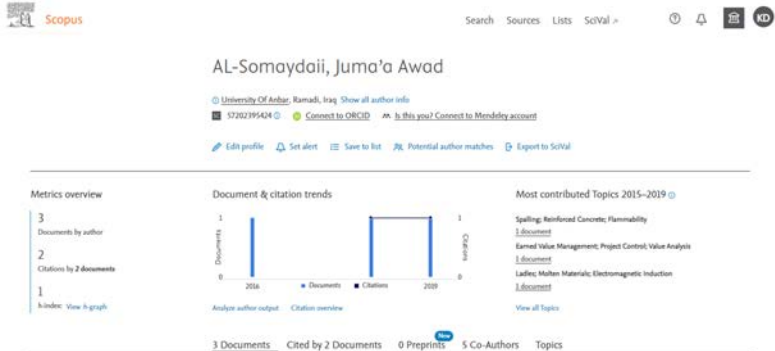 Scopus
Search Sources Lists SciVal
KD
AL-Somaydaii, Juma'a Awad
University Of Anbar, Ramadi, Iraq Show all author info
57202395424 Connect to ORCID Is this you? Connect to Mendeley account
Edit profile Set alert Save to list Potential author matches Export to SciVal
Metrics overview
3
Documents by author
2
Citations by 2 documents
1
h-index: View h-graph
Document & citation trends
1
Documents
0
2016
2019
1
Citations
0
Documents Citations
Analyze author output Citation overview
Most contributed Topics 2015–2019
Spalling; Reinforced Concrete; Flammability
1 document
Earned Value Management; Project Control; Value Analysis
1 document
Ladles; Molten Materials; Electromagnetic Induction
1 document
View all Topics
New
3 Documents Cited by 2 Documents 0 Preprints 5 Co-Authors Topics